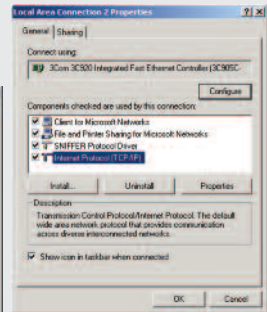 Local Area Connection 2 Properties
General
Sharing
Connect using:
3Com 3C920 Integrated Fast Ethernet Controller (3C905C-
Configure
Components checked are used by this connection:
Client for Microsoft Networks
File and Printer Sharing for Microsoft Networks
SNIFFER Protocol Driver
Internet Protocol (TCP/IP)
Install...
Uninstall
Properties
Description
Transmission Control Protocol/Internet Protocol. The default
wide area network protocol that provides communication
across diverse interconnected networks.
Show icon in taskbar when connected
OK
Cancel